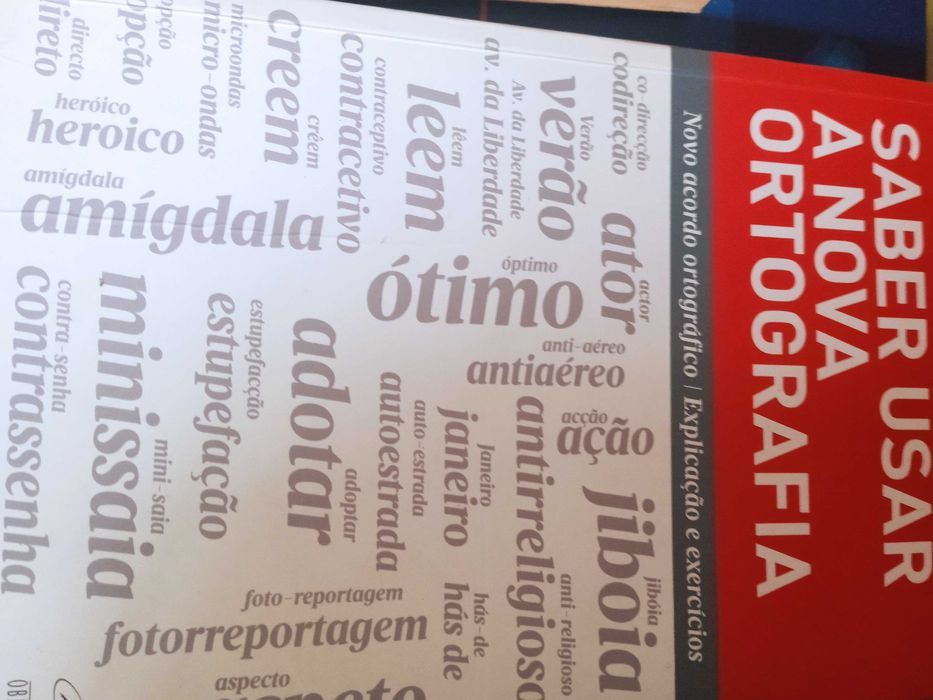 SABER USAR
A NOVA
ORTOGRAFIA
Novo acordo ortográfico | Explicação e exercícios
co-direcção
codireção
actor
ator
acção
ação
jibóia
jiboia
Verão
verão
anti-aéreo
antiaéreo
anti-religioso
antirreligioso
Av. da Liberdade
av. da Liberdade
óptimo
ótimo
Janeiro
janeiro
hás-de
hás de
lêem
leem
auto-estrada
autoestrada
contraceptivo
contracetivo
adoptar
adotar
foto-reportagem
fotorreportagem
crêem
creem
estupefacção
estupefação
aspecto
microondas
micro-ondas
amígdala
amígdala
mini-saia
minissaia
heróico
heroico
contra-senha
contrassenha
opção
opção
directo
direto